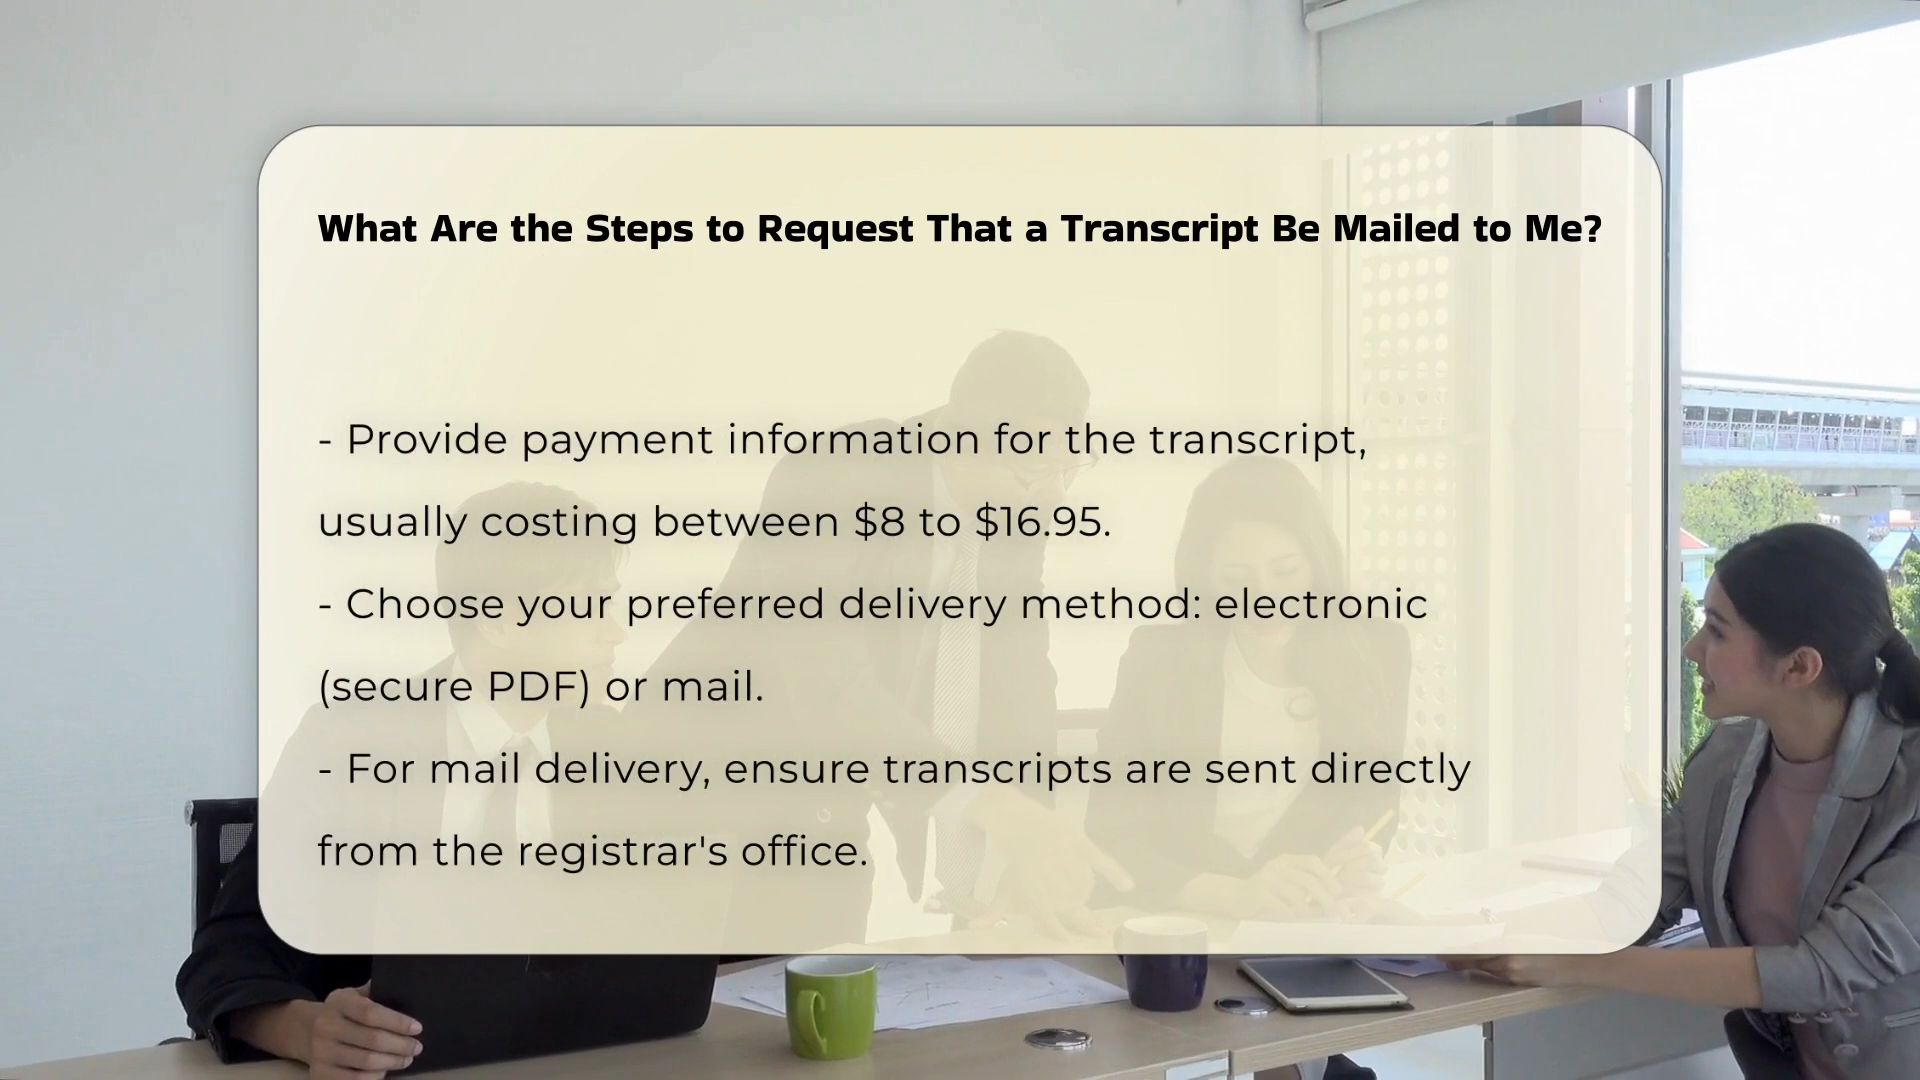 What Are the Steps to Request That a Transcript Be Mailed to Me?
- Provide payment information for the transcript,
usually costing between $8 to $16.95.
- Choose your preferred delivery method: electronic
(secure PDF) or mail.
- For mail delivery, ensure transcripts are sent directly
from the registrar's office.